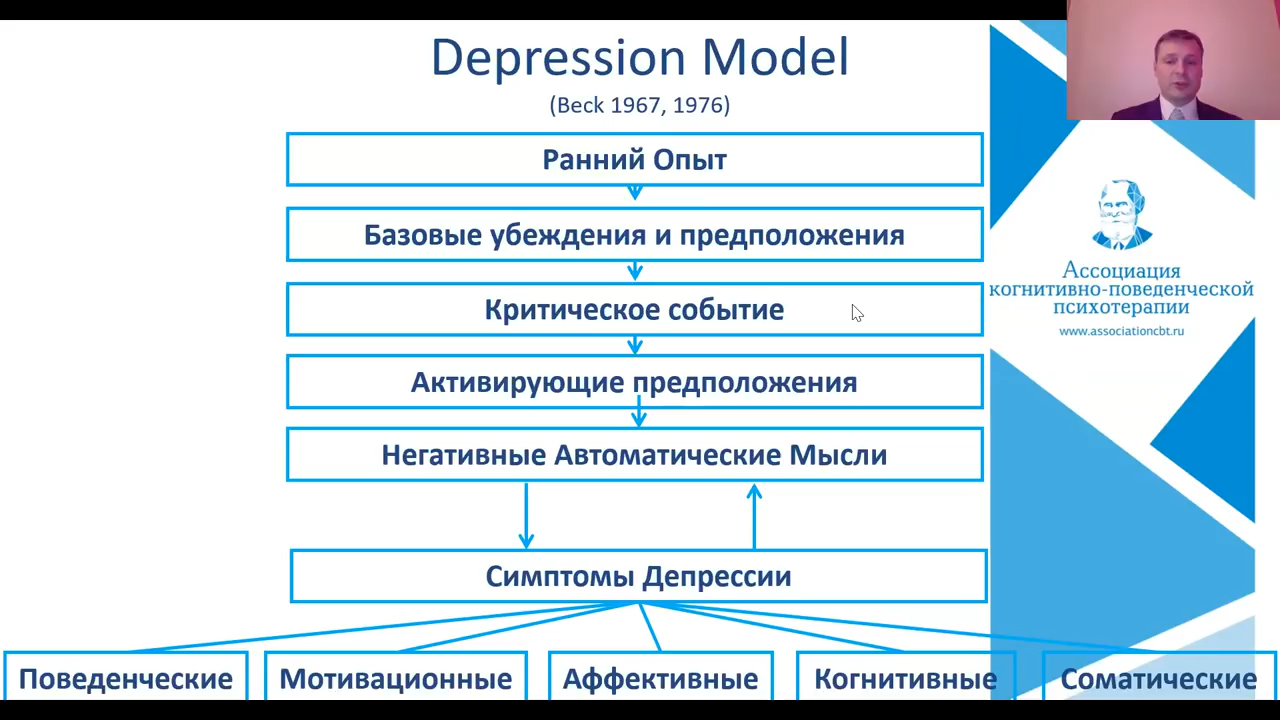 Depression Model
(Beck 1967, 1976)
Ранний Опыт
Базовые убеждения и предположения
Критическое событие
Активирующие предположения
Негативные Автоматические Мысли
Симптомы Депрессии
Поведенческие
Мотивационные
Аффективные
Когнитивные
Соматические
Ассоциация
когнитивно-поведенческой
психотерапии
www.associationcbt.ru